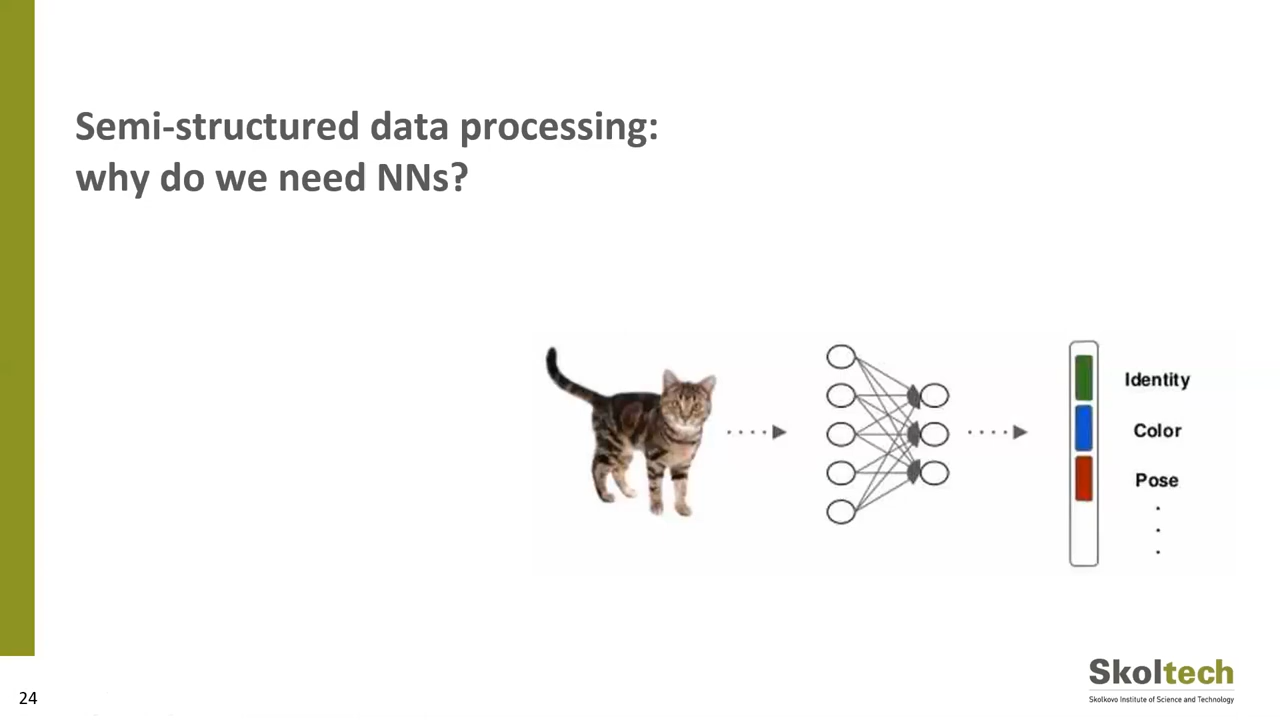 Semi-structured data processing:
why do we need NNs?
Identity
Color
Pose
24
Skoltech
Skolkovo Institute of Science and Technology